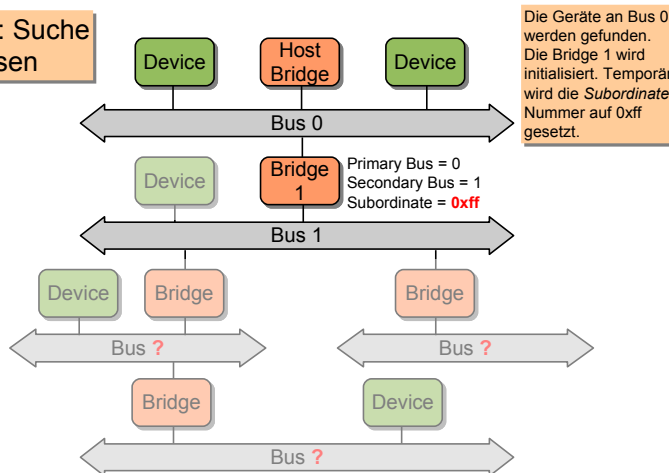 : Suche
sen
Die Geräte an Bus 0
werden gefunden.
Die Bridge 1 wird
initialisiert. Temporär
wird die Subordinate
Nummer auf 0xff
gesetzt.
Device
Host
Bridge
Device
Bus 0
Device
Bridge
1
Primary Bus = 0
Secondary Bus = 1
Subordinate = 0xff
Bus 1
Device
Bridge
Bridge
Bus ?
Bus ?
Bridge
Device
Bus ?